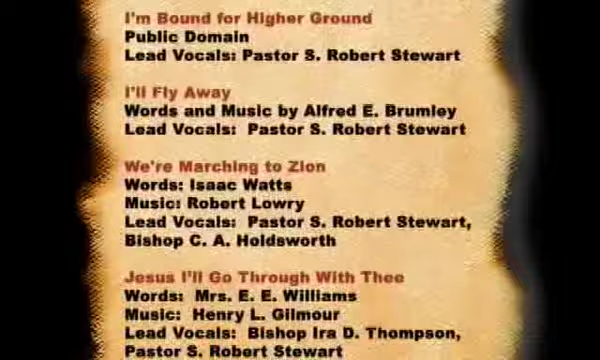 I'm Bound for Higher Ground
Public Domain
Lead Vocals: Pastor S. Robert Stewart
I'll Fly Away
Words and Music by Alfred E. Brumley
Lead Vocals: Pastor S. Robert Stewart
We're Marching to Zion
Words: Isaac Watts
Music: Robert Lowry
Lead Vocals: Pastor S. Robert Stewart,
Bishop C. A. Holdsworth
Jesus I'll Go Through With Thee
Words: Mrs. E. E. Williams
Music: Henry L. Gilmour
Lead Vocals: Bishop Ira D. Thompson,
Pastor S. Robert Stewart